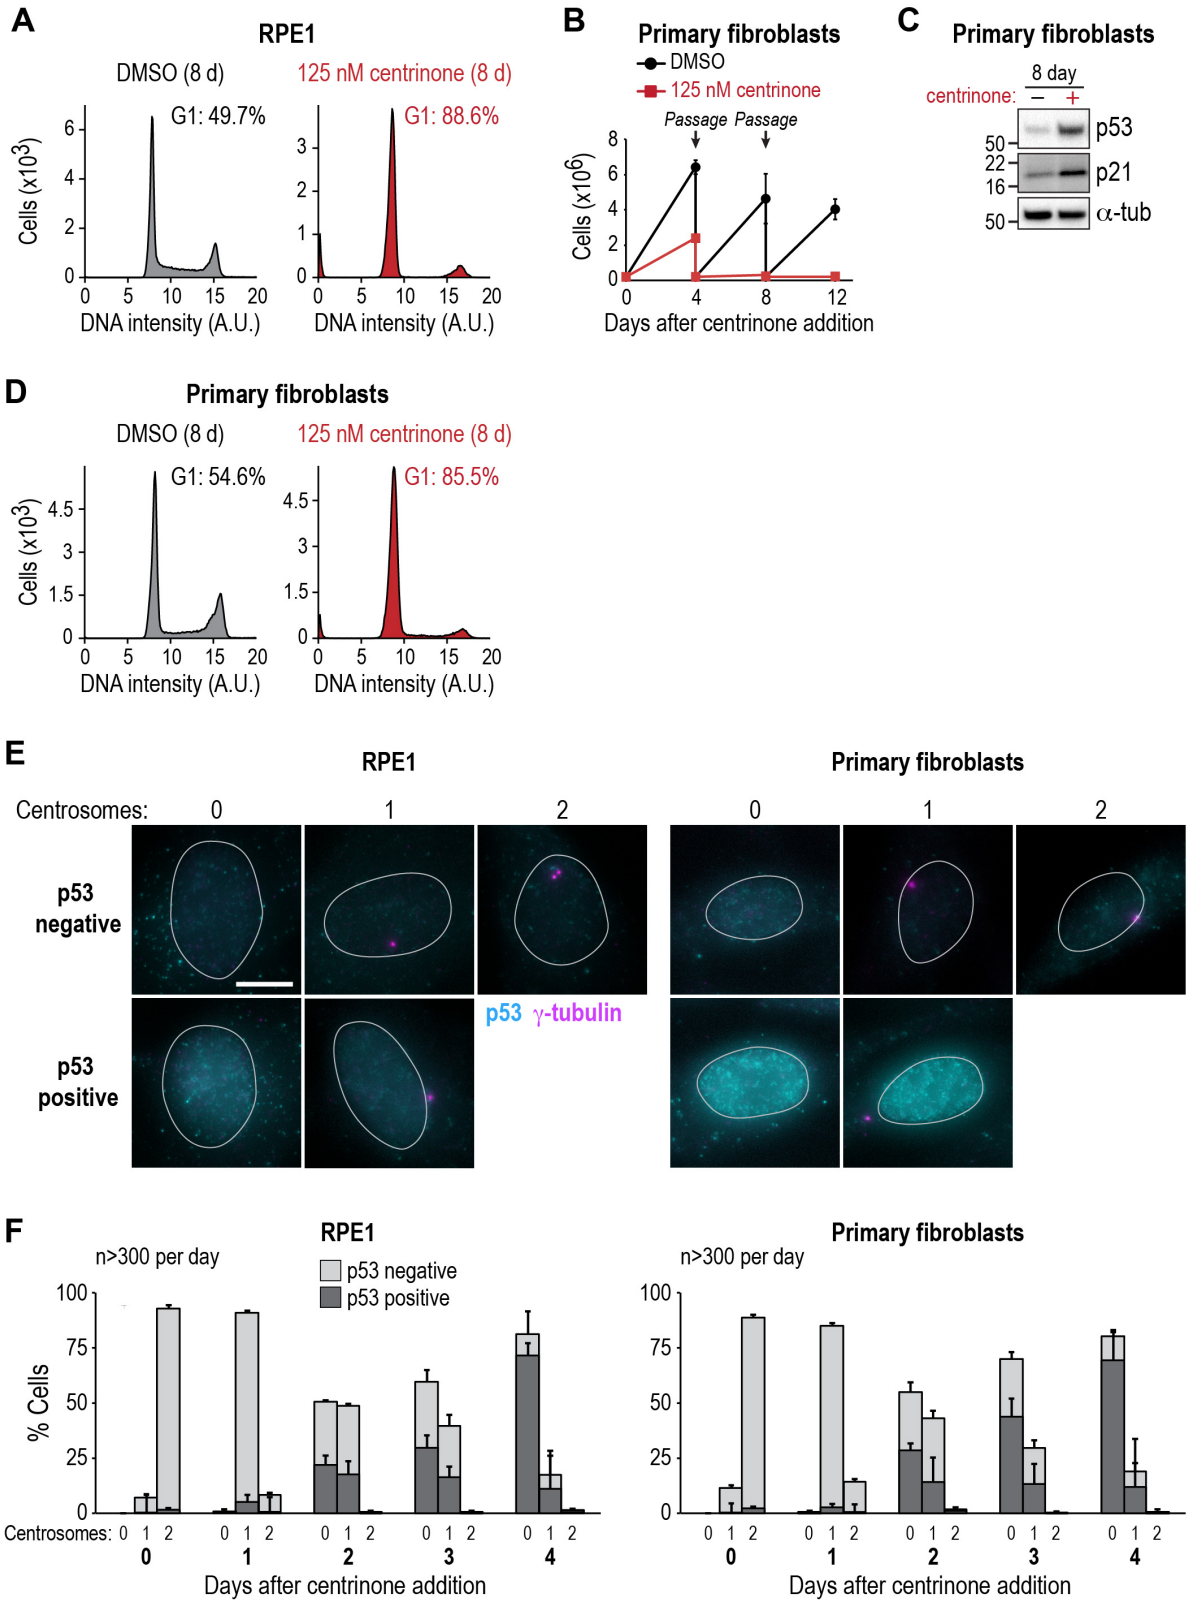 A
RPE1
DMSO (8 d)
125 nM centrinone (8 d)
G1: 49.7%
G1: 88.6%
Cells (x10³)
6
4
2
0
3
2
1
0
0 5 10 15 20
0 5 10 15 20
DNA intensity (A.U.)
DNA intensity (A.U.)
B
Primary fibroblasts
DMSO
125 nM centrinone
Passage Passage
Cells (x10⁶)
8
6
4
2
0
0 4 8 12
Days after centrinone addition
C
Primary fibroblasts
8 day
centrinone: − +
p53
50
22
p21
16
α-tub
50
D
Primary fibroblasts
DMSO (8 d)
125 nM centrinone (8 d)
G1: 54.6%
G1: 85.5%
Cells (x10³)
4.5
3
1.5
0
4.5
3
1.5
0
0 5 10 15 20
0 5 10 15 20
DNA intensity (A.U.)
DNA intensity (A.U.)
E
RPE1
Primary fibroblasts
Centrosomes: 0 1 2 0 1 2
p53
negative
p53 γ-tubulin
p53
positive
F
RPE1
Primary fibroblasts
n>300 per day
p53 negative
p53 positive
n>300 per day
% Cells
100
75
50
25
0
100
75
50
25
0
Centrosomes: 0 1 2 0 1 2 0 1 2 0 1 2 0 1 2
0 1 2 3 4
Days after centrinone addition
0 1 2 0 1 2 0 1 2 0 1 2 0 1 2
0 1 2 3 4
Days after centrinone addition